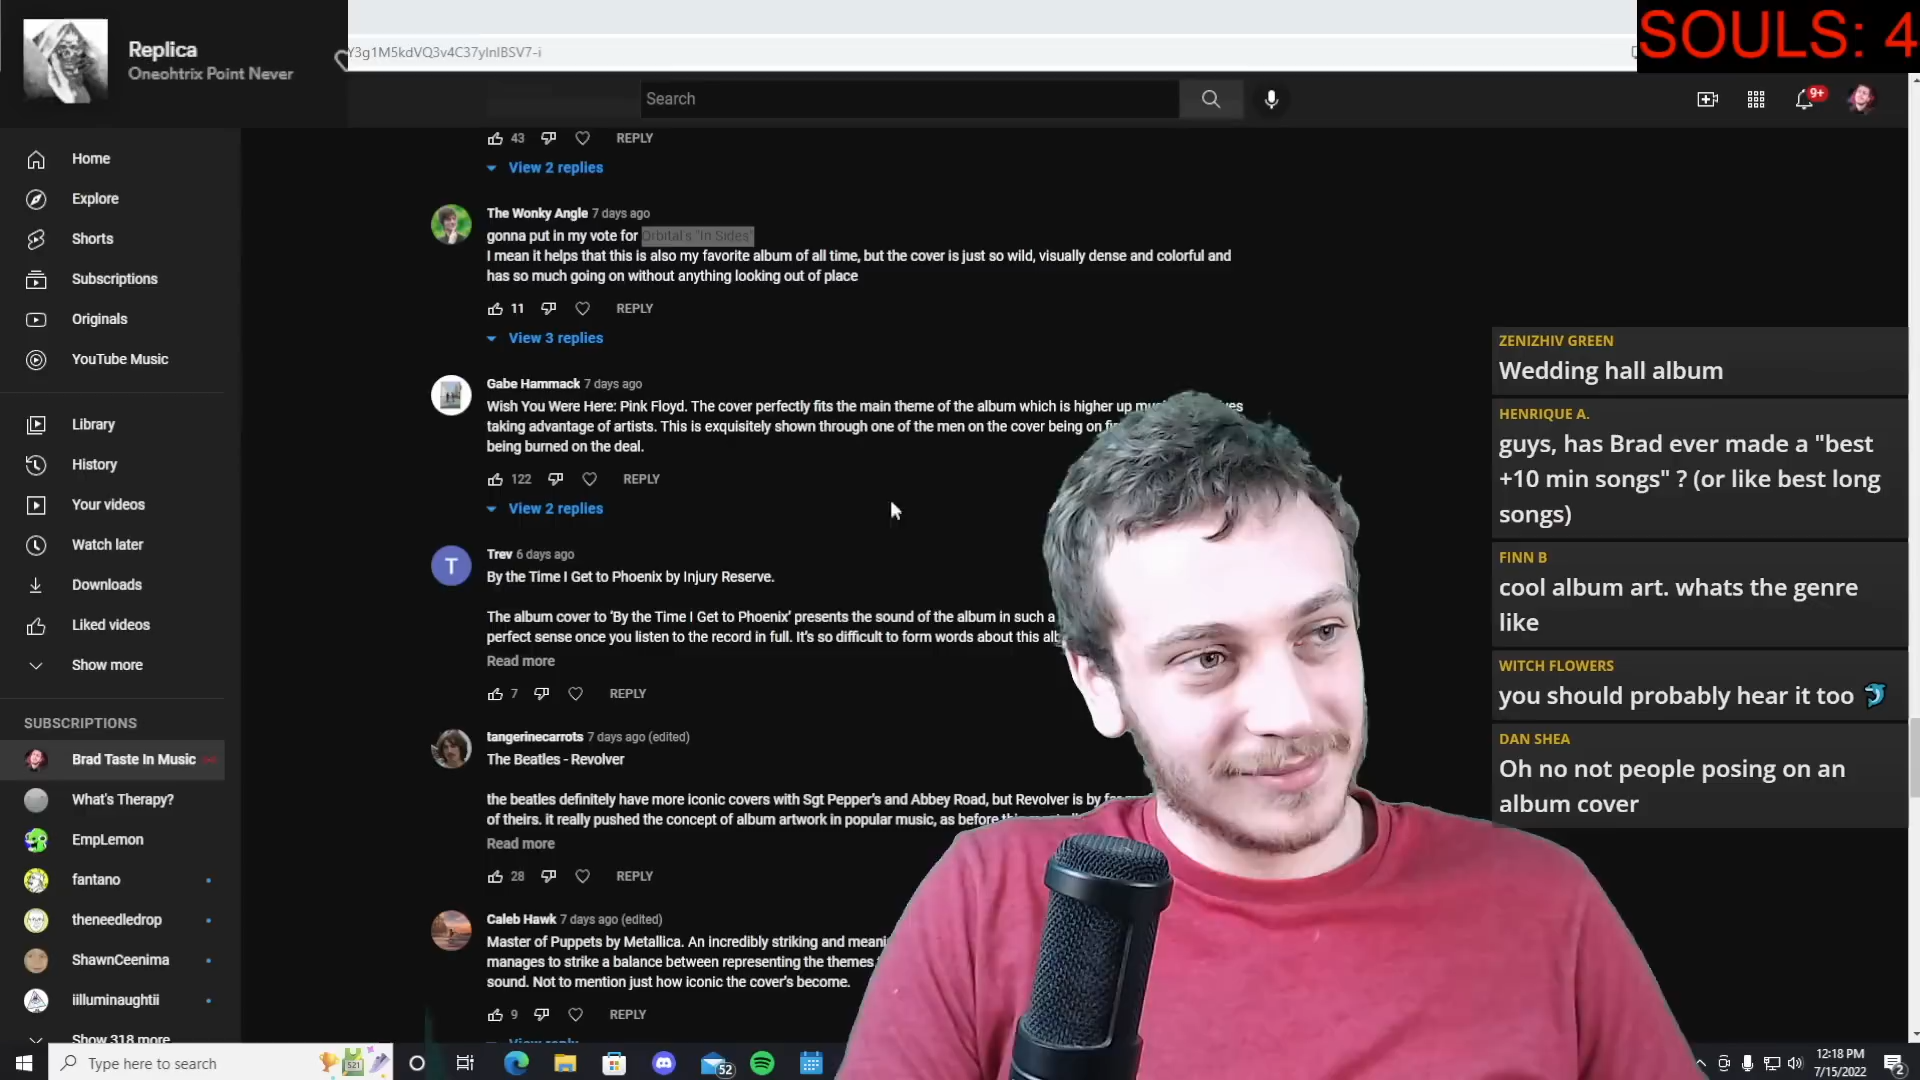 Replica
Oneohtrix Point Never
Y3g1M5kdVQ3v4C37yInIBSV7-i
SOULS: 4
Search
9+
Home
Explore
Shorts
Subscriptions
Originals
YouTube Music
Library
History
Your videos
Watch later
Downloads
Liked videos
Show more
SUBSCRIPTIONS
Brad Taste In Music
What's Therapy?
EmpLemon
fantano
theneedledrop
ShawnCeenima
iilluminaughtii
Show 318 more
43 REPLY
View 2 replies
The Wonky Angle 7 days ago
gonna put in my vote for Orbital's "In Sides"
I mean it helps that this is also my favorite album of all time, but the cover is just so wild, visually dense and colorful and
has so much going on without anything looking out of place
11 REPLY
View 3 replies
Gabe Hammack 7 days ago
Wish You Were Here: Pink Floyd. The cover perfectly fits the main theme of the album which is higher up
taking advantage of artists. This is exquisitely shown through one of the men on the cover being on
being burned on the deal.
122 REPLY
View 2 replies
T
Trev 6 days ago
By the Time I Get to Phoenix by Injury Reserve.
The album cover to ‘By the Time I Get to Phoenix’ presents the sound of the album in such a
perfect sense once you listen to the record in full. It's so difficult to form words about this
Read more
7 REPLY
tangerinecarrots 7 days ago (edited)
The Beatles - Revolver
the beatles definitely have more iconic covers with Sgt Pepper's and Abbey Road, but Revolver is by
of theirs. it really pushed the concept of album artwork in popular music, as before
Read more
28 REPLY
Caleb Hawk 7 days ago (edited)
Master of Puppets by Metallica. An incredibly striking and
manages to strike a balance between representing the themes
sound. Not to mention just how iconic the cover's become.
9 REPLY
ZENIZHIV GREEN
Wedding hall album
HENRIQUE A.
guys, has Brad ever made a "best
+10 min songs" ? (or like best long
songs)
FINN B
cool album art. whats the genre
like
WITCH FLOWERS
you should probably hear it too
DAN SHEA
Oh no not people posing on an
album cover
Type here to search
521
52
12:18 PM
7/15/2022
2